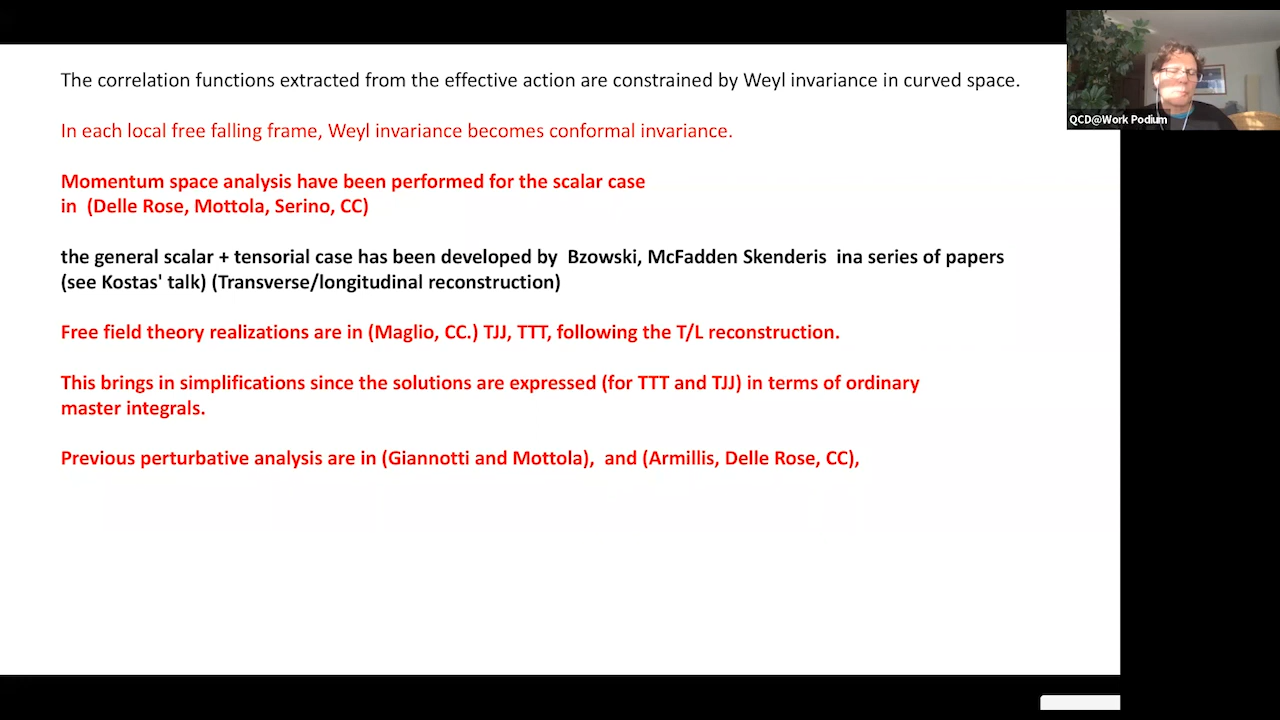 The correlation functions extracted from the effective action are constrained by Weyl invariance in curved space.
In each local free falling frame, Weyl invariance becomes conformal invariance.
Momentum space analysis have been performed for the scalar case
in (Delle Rose, Mottola, Serino, CC)
the general scalar + tensorial case has been developed by Bzowski, McFadden Skenderis ina series of papers
(see Kostas' talk) (Transverse/longitudinal reconstruction)
Free field theory realizations are in (Maglio, CC.) TJJ, TTT, following the T/L reconstruction.
This brings in simplifications since the solutions are expressed (for TTT and TJJ) in terms of ordinary
master integrals.
Previous perturbative analysis are in (Giannotti and Mottola), and (Armillis, Delle Rose, CC),
QCD@Work Podium